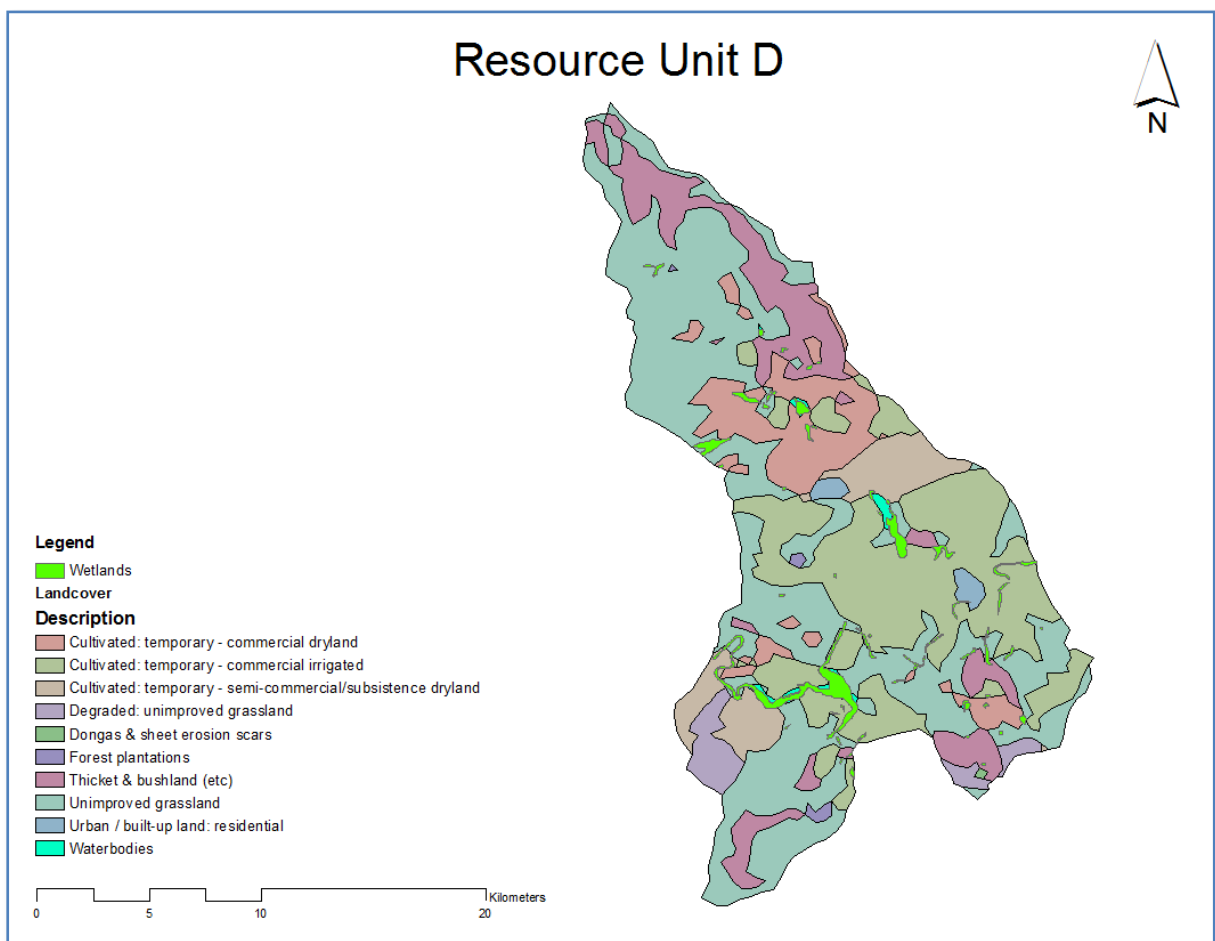 Resource Unit D
N
Legend
Wetlands
Landcover
Description
Cultivated: temporary - commercial dryland
Cultivated: temporary - commercial irrigated
Cultivated: temporary - semi-commercial/subsistence dryland
Degraded: unimproved grassland
Dongas & sheet erosion scars
Forest plantations
Thicket & bushland (etc)
Unimproved grassland
Urban / built-up land: residential
Waterbodies
Kilometers
0 5 10 20